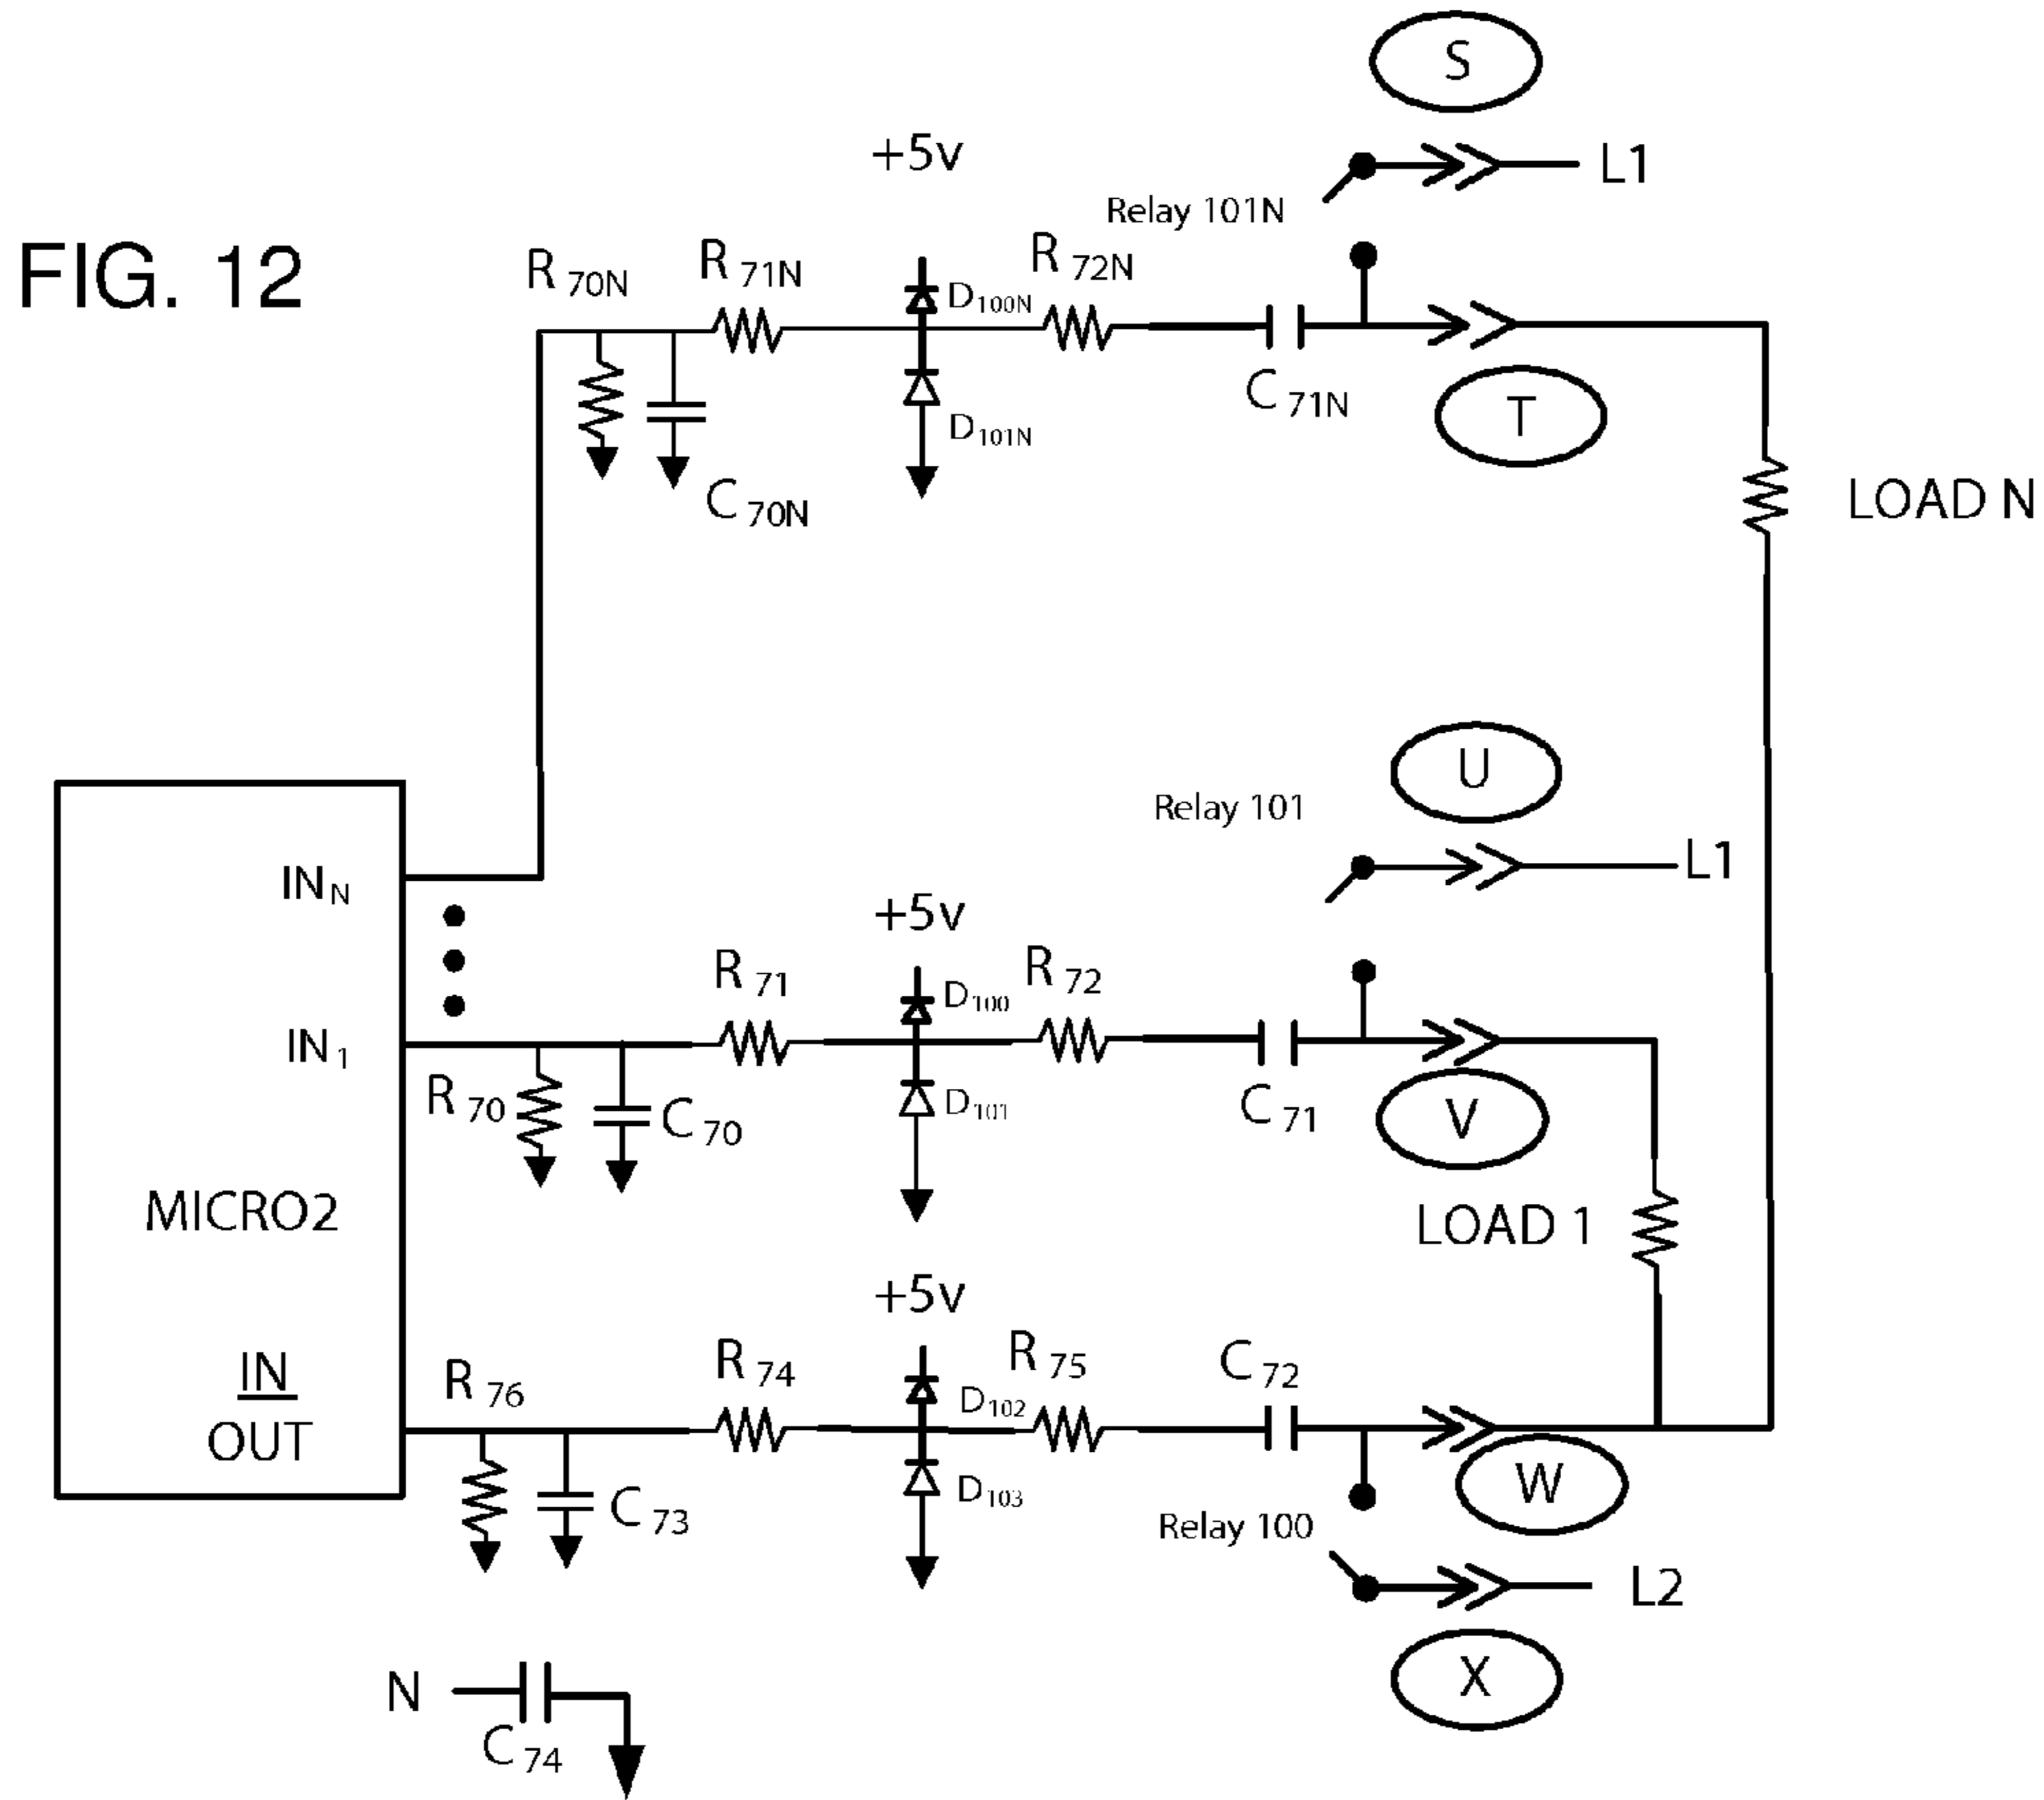 S
+5v
L1
Relay 101N
FIG. 12
R 70N
R 71N
R 72N
D100N
C 71N
T
D101N
C 70N
LOAD N
U
Relay 101
L1
INN
+5v
R 71
R 72
D100
IN 1
R 70
C 70
D101
C 71
V
MICRO2
LOAD 1
+5v
IN
OUT
R 76
R 74
R 75
C 72
D102
C 73
D103
W
Relay 100
L2
X
N
C 74